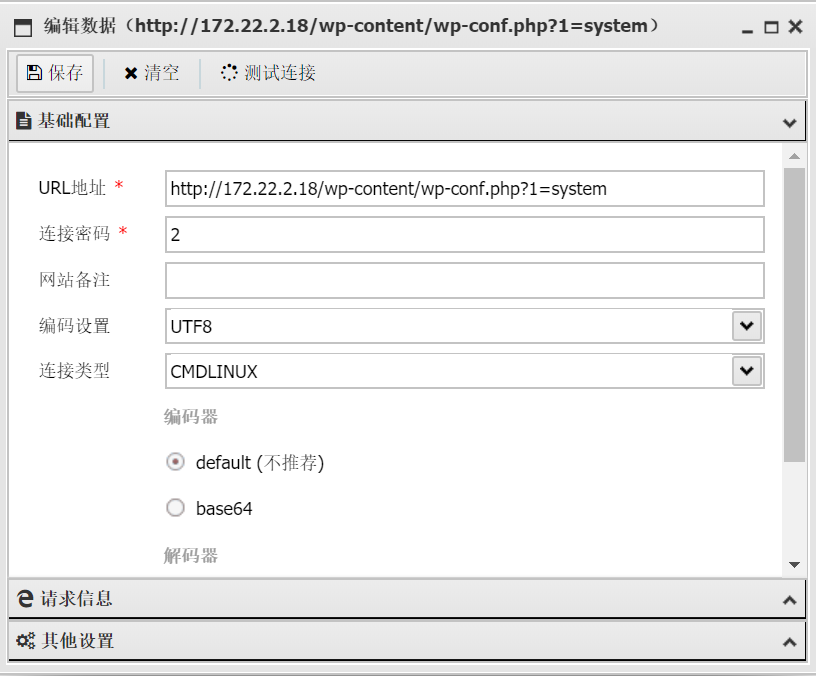 编辑数据（http://172.22.2.18/wp-content/wp-conf.php?1=system）
保存 清空 测试连接
基础配置
URL地址 * http://172.22.2.18/wp-content/wp-conf.php?1=system
连接密码 * 2
网站备注
编码设置 UTF8
连接类型 CMDLINUX
编码器
default (不推荐)
base64
解码器
请求信息
其他设置